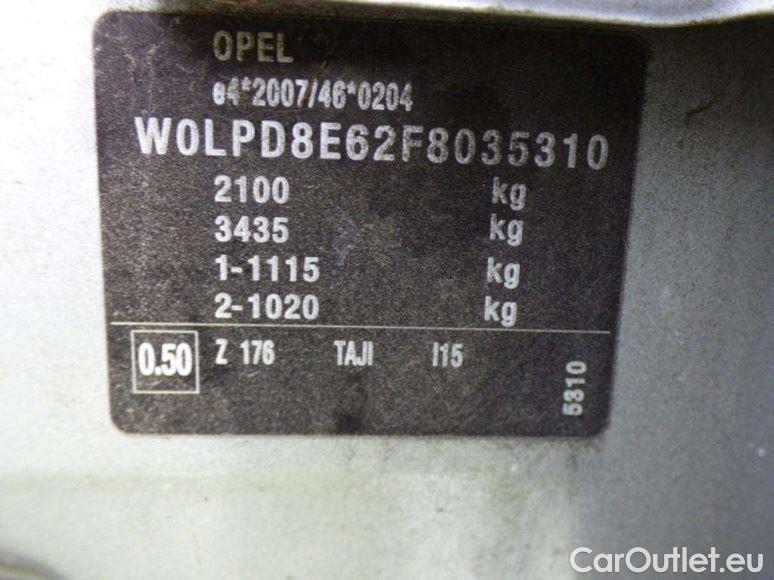 OPEL
e4*2007/46*0204
W0LPD8E62F8035310
2100 kg
3435 kg
1-1115 kg
2-1020 kg
0.50 Z 176 TAJI I15
5310
CarOutlet.eu